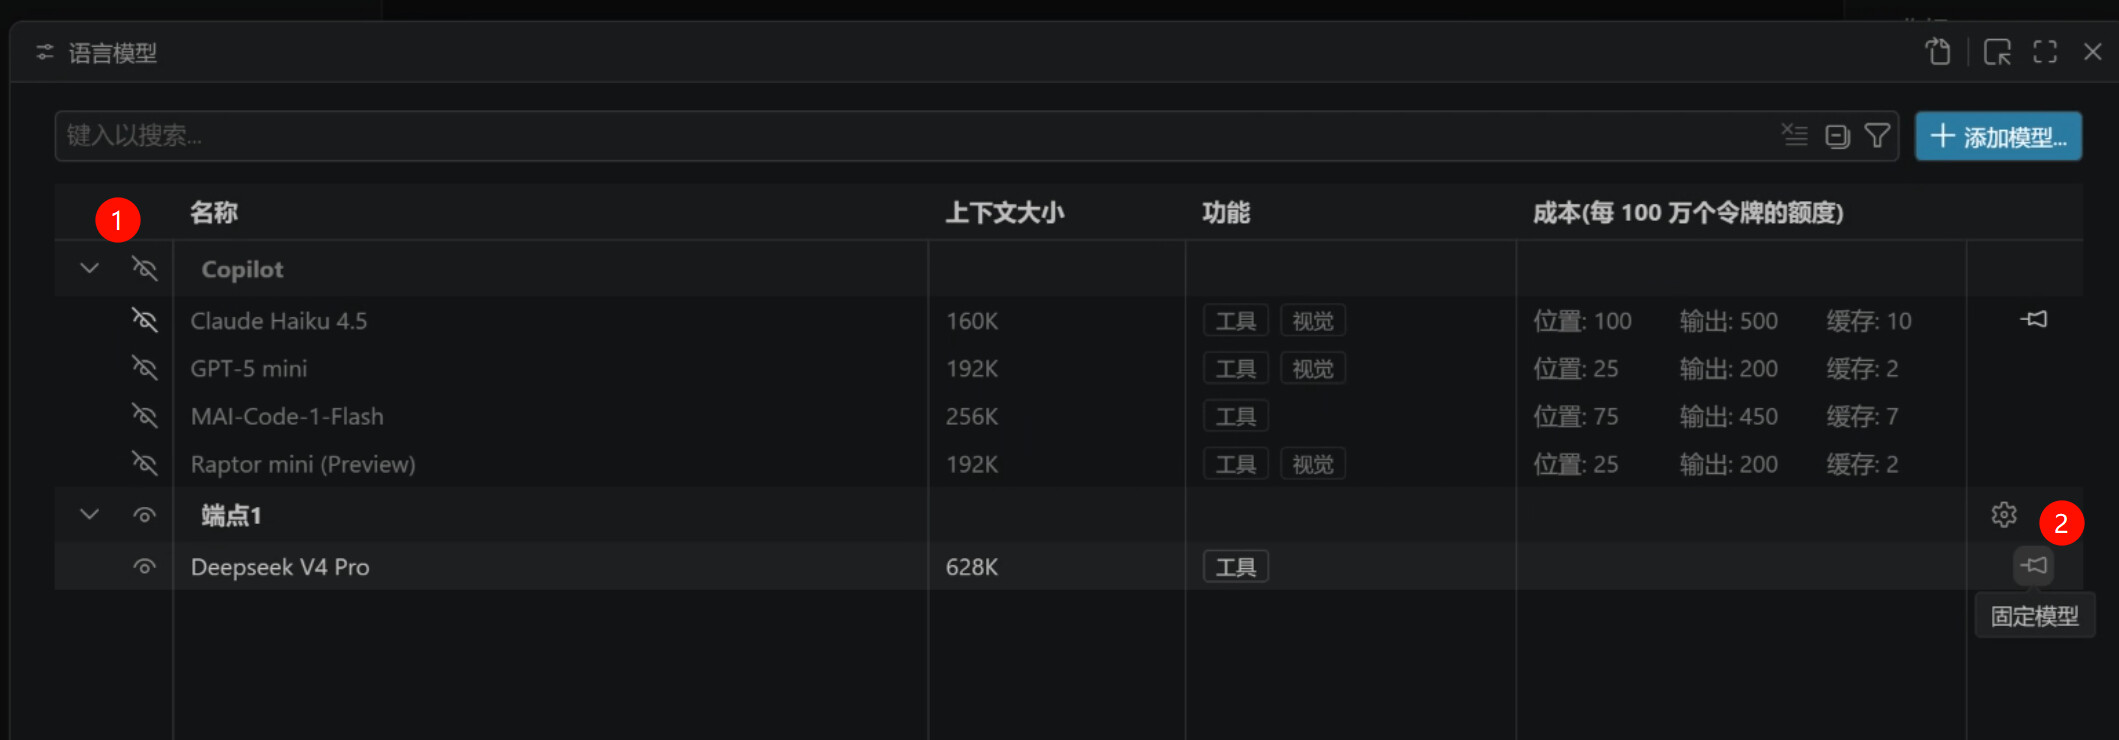 语言模型
键入以搜索...
添加模型...
1
名称 上下文大小 功能 成本(每 100 万个令牌的额度)
Copilot
Claude Haiku 4.5 160K 工具 视觉 位置: 100 输出: 500 缓存: 10
GPT-5 mini 192K 工具 视觉 位置: 25 输出: 200 缓存: 2
MAI-Code-1-Flash 256K 工具 位置: 75 输出: 450 缓存: 7
Raptor mini (Preview) 192K 工具 视觉 位置: 25 输出: 200 缓存: 2
端点1
2
Deepseek V4 Pro 628K 工具
固定模型